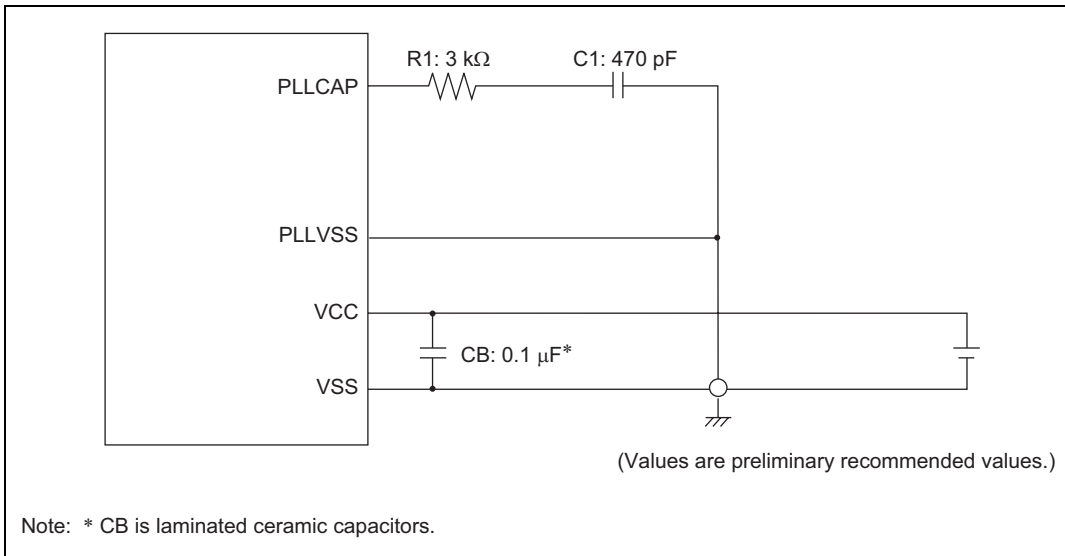 R1: 3 kΩ
C1: 470 pF
PLLCAP
PLLVSS
VCC
CB: 0.1 μF*
VSS
(Values are preliminary recommended values.)
Note: * CB is laminated ceramic capacitors.